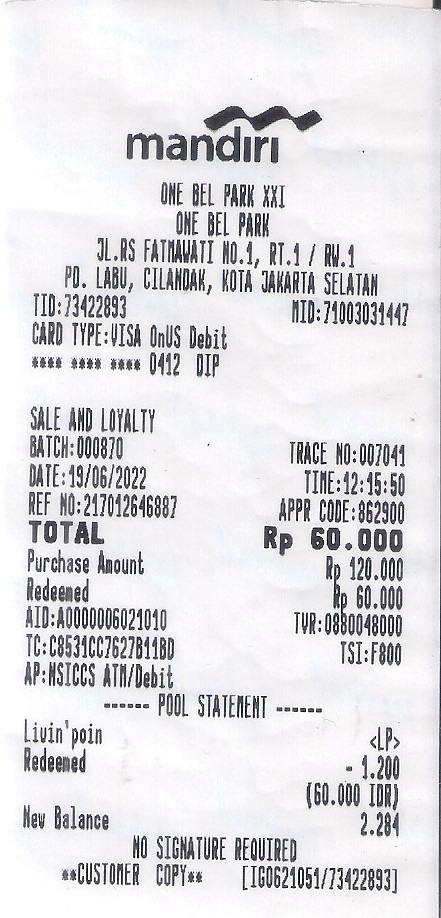 mandırı
ONE BEL PARK XXI
ONE BEL PARK
JL.RS FATMAWATI NO.1, RT.1 / RW.1
PD. LABU, CILANDAK, KOTA JAKARTA SELATAN
TID:73422893 MID:71003031447
CARD TYPE:VISA OnUS Debit
**** **** **** 0412 DIP
SALE AND LOYALTY
BATCH:000870 TRACE NO:007041
DATE:19/06/2022 TIME:12:15:50
REF NO:217012646887 APPR CODE:862900
TOTAL Rp 60.000
Purchase Amount Rp 120.000
Redeemed Rp 60.000
AID:A0000006021010 TVR:0880048000
TC:C8531CC7627B11BD TSI:F800
AP:NSICCS ATM/Debit
------ POOL STATEMENT ------
Livin'poin <LP>
Redeemed - 1.200
(60.000 IDR)
New Balance 2.284
NO SIGNATURE REQUIRED
**CUSTOMER COPY** [IG0621051/73422893]